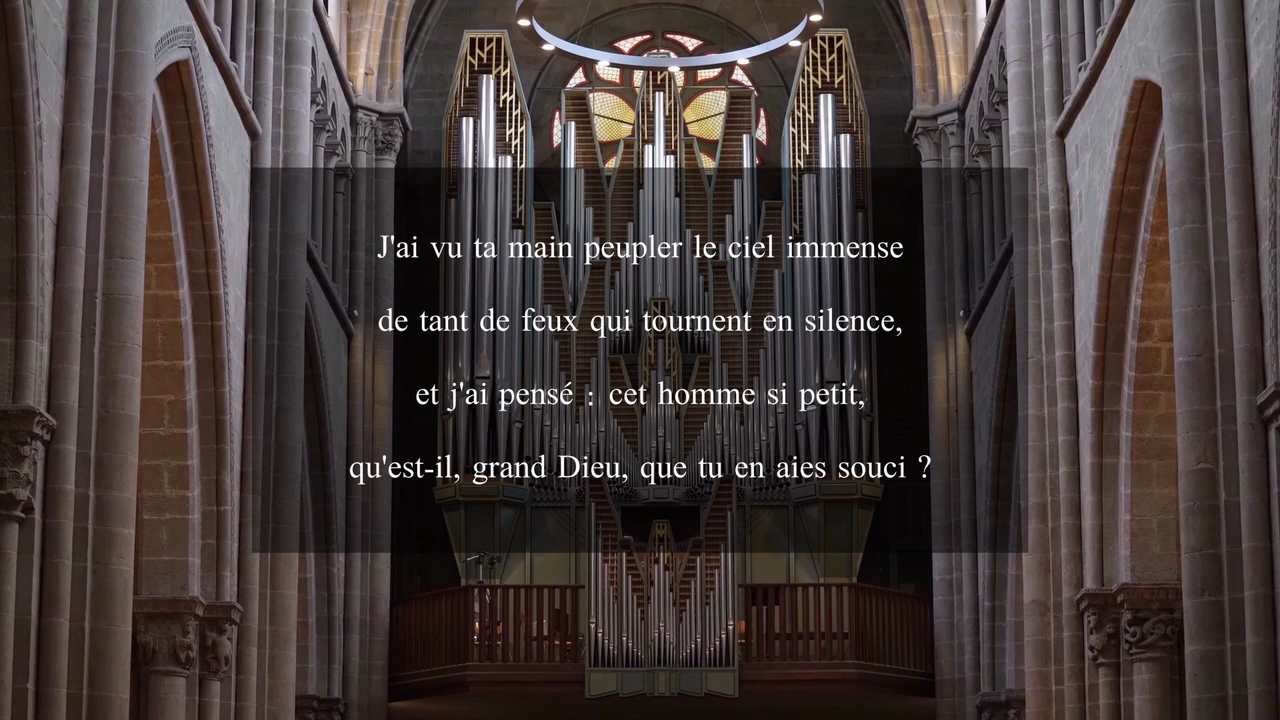 J'ai vu ta main peupler le ciel immense
de tant de feux qui tournent en silence,
et j'ai pensé : cet homme si petit,
qu'est-il, grand Dieu, que tu en aies souci ?